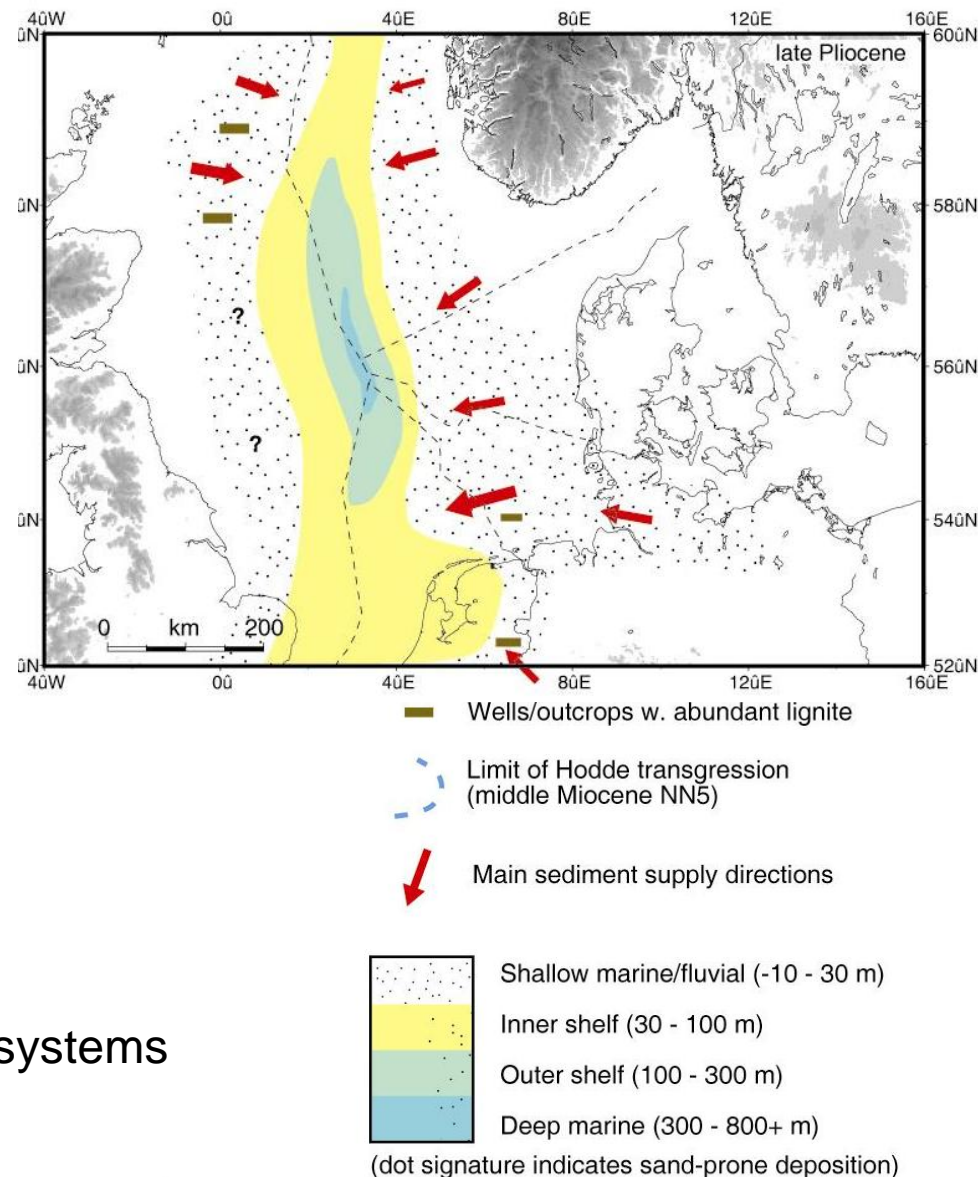 4ûW 0û 4ûE 8ûE 12ûE 16ûE
ûN 60ûN
late Pliocene
ûN 58ûN
?
ûN 56ûN
?
ûN 54ûN
0 km 200
ûN 52ûN
4ûW 0û 4ûE 8ûE 12ûE 16ûE
Wells/outcrops w. abundant lignite
Limit of Hodde transgression
(middle Miocene NN5)
Main sediment supply directions
Shallow marine/fluvial (-10 - 30 m)
Inner shelf (30 - 100 m)
systems
Outer shelf (100 - 300 m)
Deep marine (300 - 800+ m)
(dot signature indicates sand-prone deposition)